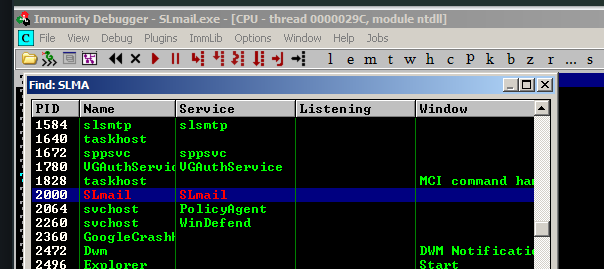 Immunity Debugger - SLmail.exe - [CPU - thread 0000029C, module ntdll]
C File View Debug Plugins ImmLib Options Window Help Jobs
l e m t w h c P k b z r ... s
Find: SLMA
PID Name Service Listening Window
1584 slsmtp slsmtp
1640 taskhost
1672 sppsvc sppsvc
1780 VGAuthServic VGAuthService
1828 taskhost MCI command han
2000 SLmail SLmail
2064 svchost PolicyAgent
2260 svchost WinDefend
2360 GoogleCrashH
2472 Dwm DWM Notificatio
2496 Explorer Start